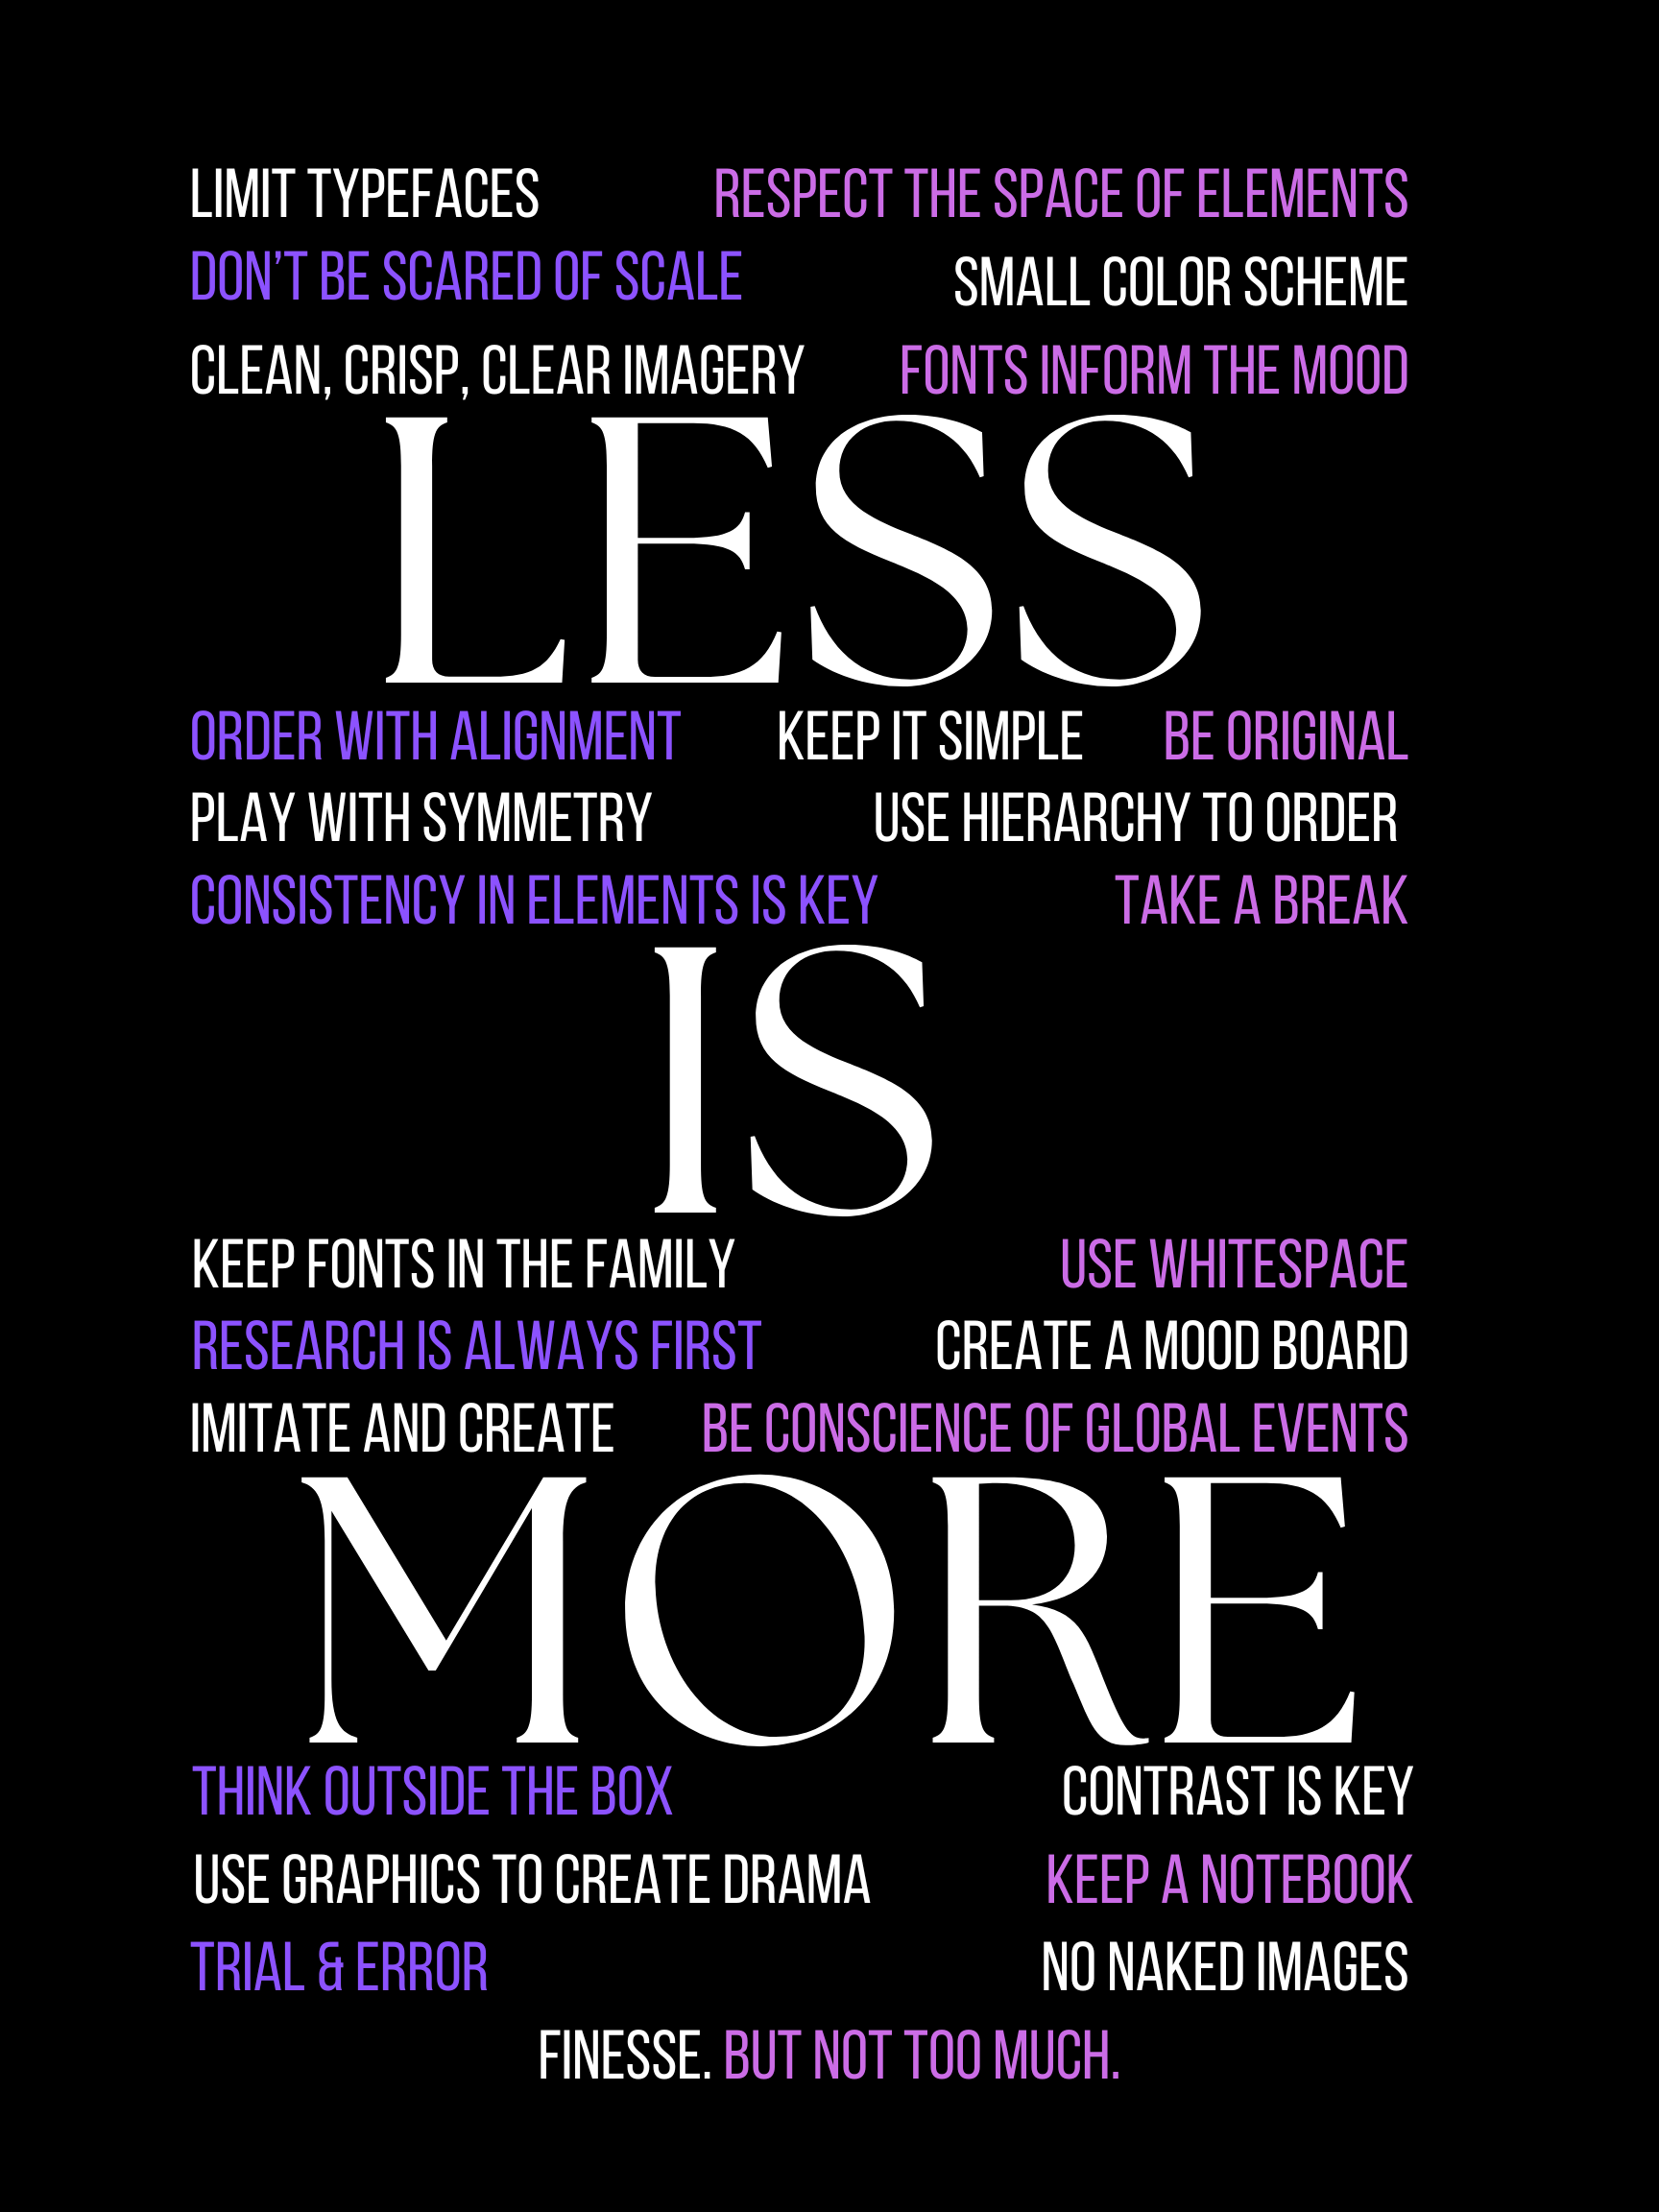 LIMIT TYPEFACES RESPECT THE SPACE OF ELEMENTS
DON'T BE SCARED OF SCALE SMALL COLOR SCHEME
CLEAN, CRISP, CLEAR IMAGERY FONTS INFORM THE MOOD
LESS
ORDER WITH ALIGNMENT KEEP IT SIMPLE BE ORIGINAL
PLAY WITH SYMMETRY USE HIERARCHY TO ORDER
CONSISTENCY IN ELEMENTS IS KEY TAKE A BREAK
IS
KEEP FONTS IN THE FAMILY USE WHITESPACE
RESEARCH IS ALWAYS FIRST CREATE A MOOD BOARD
IMITATE AND CREATE BE CONSCIENCE OF GLOBAL EVENTS
MORE
THINK OUTSIDE THE BOX CONTRAST IS KEY
USE GRAPHICS TO CREATE DRAMA KEEP A NOTEBOOK
TRIAL & ERROR NO NAKED IMAGES
FINESSE. BUT NOT TOO MUCH.